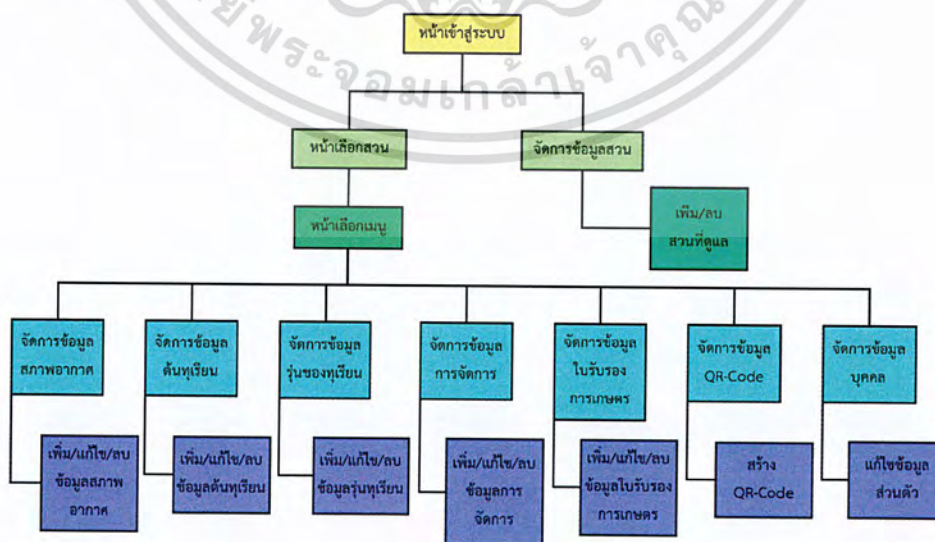 หน้าเข้าสู่ระบบ
หน้าเลือกสวน
จัดการข้อมูลสวน
หน้าเลือกเมนู
เพิ่ม/ลบ
สวนที่ดูแล
จัดการข้อมูล
สภาพอากาศ
จัดการข้อมูล
ต้นทุเรียน
จัดการข้อมูล
รุ่นของทุเรียน
จัดการข้อมูล
การจัดการ
จัดการข้อมูล
ใบรับรอง
การเกษตร
จัดการข้อมูล
QR-Code
จัดการข้อมูล
บุคคล
เพิ่ม/แก้ไข/ลบ
ข้อมูลสภาพ
อากาศ
เพิ่ม/แก้ไข/ลบ
ข้อมูลต้นทุเรียน
เพิ่ม/แก้ไข/ลบ
ข้อมูลรุ่นทุเรียน
เพิ่ม/แก้ไข/ลบ
ข้อมูลการ
จัดการ
เพิ่ม/แก้ไข/ลบ
ข้อมูลใบรับรอง
การเกษตร
สร้าง
QR-Code
แก้ไขข้อมูล
ส่วนตัว